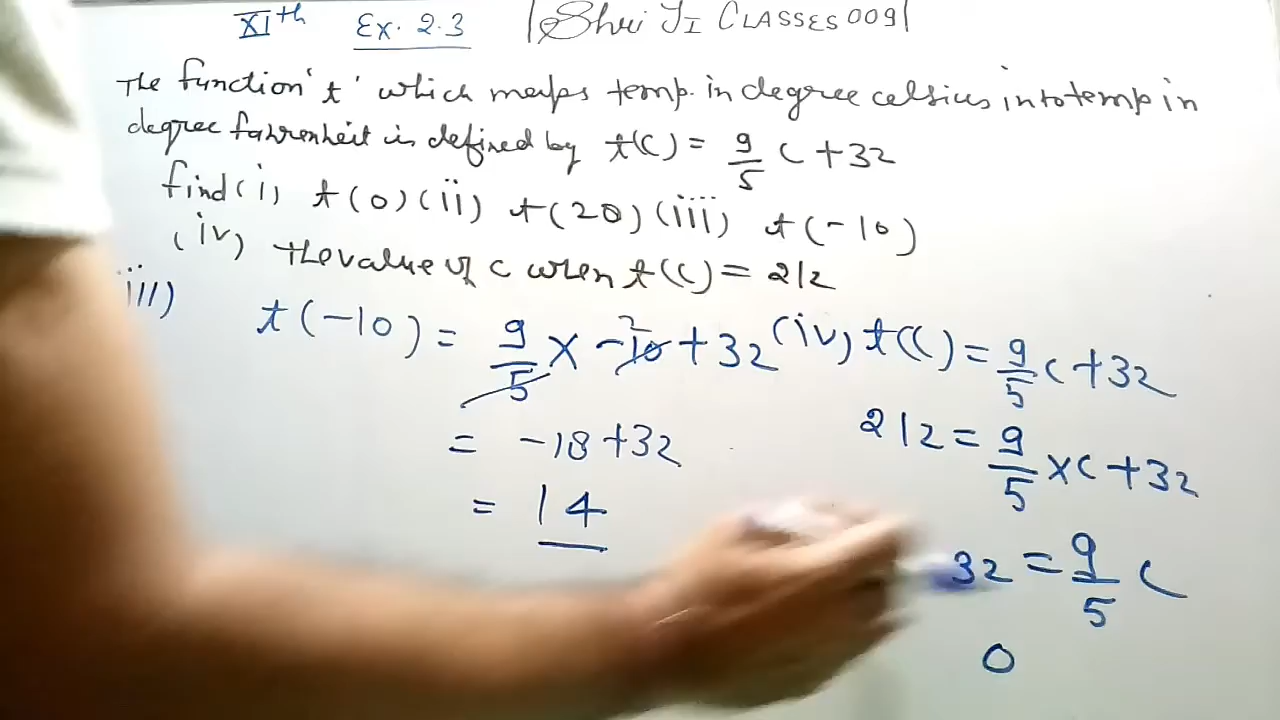 XIth Ex. 2.3 |Shri JI CLASSES 009|
The function 't' which maps temp. in degree celsius into temp in
degree fahrenheit is defined by t(C) = 9/5 C + 32
find (i) t(0) (ii) t(20) (iii) t(-10)
(iv) the value of C when t(C) = 212
iii) t(-10) = 9/5 × -10 + 32
2
= -18 + 32
= 14
(iv) t(C) = 9/5 C + 32
212 = 9/5 × C + 32
32 = 9/5 C
0